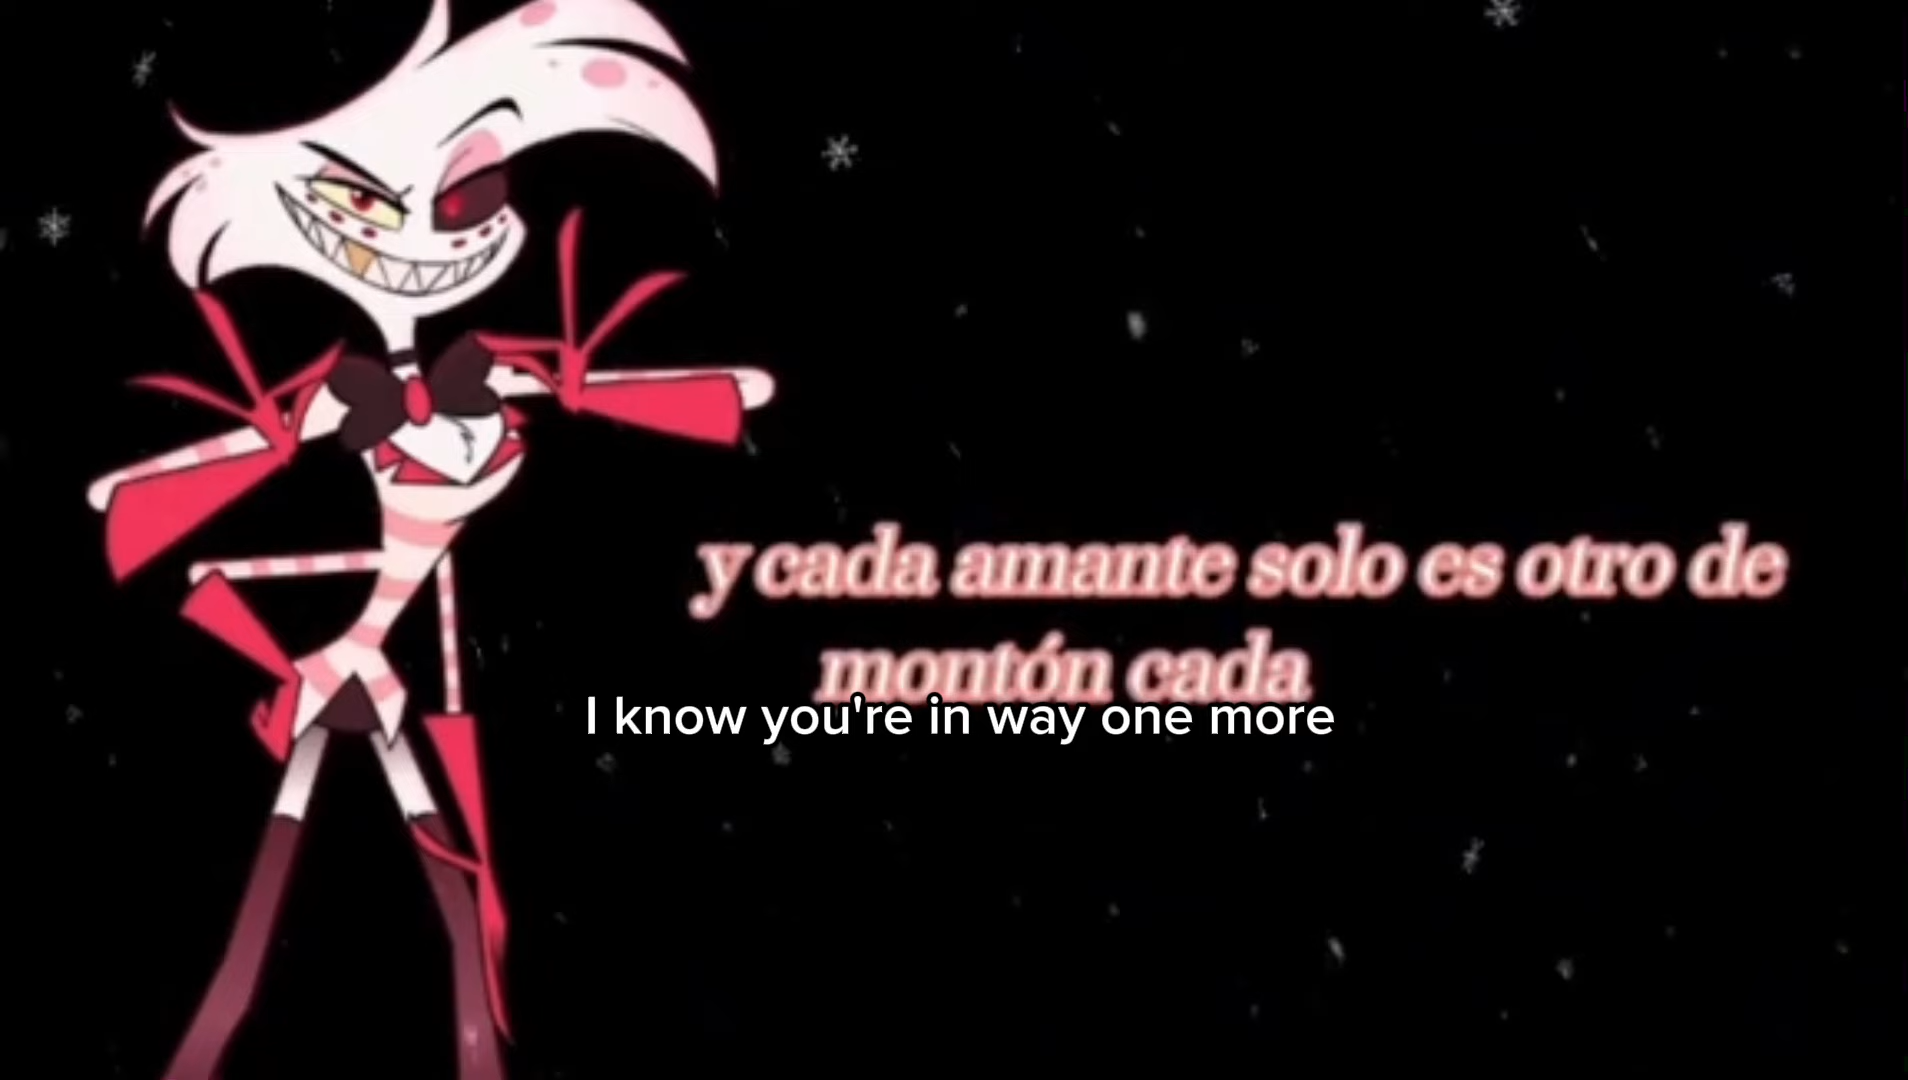 y cada amante solo es otro de
montón cada
I know you're in way one more